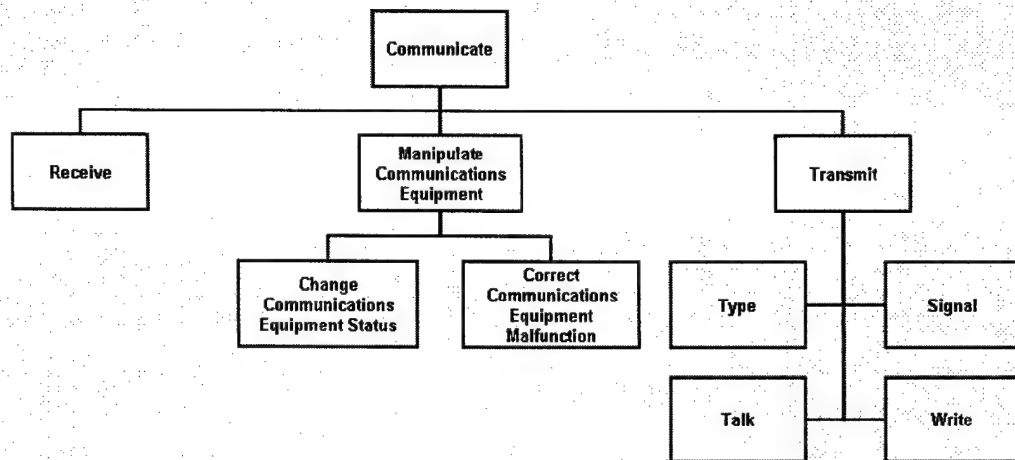 Communicate
Receive
Manipulate
Communications
Equipment
Transmit
Change
Communications
Equipment Status
Correct
Communications
Equipment
Malfunction
Type
Signal
Talk
Write